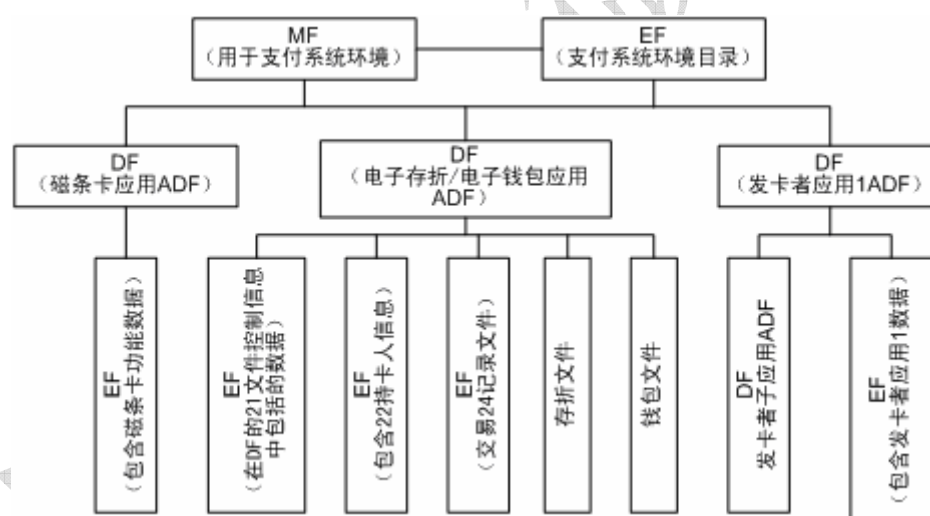 MF
（用于支付系统环境）
EF
（支付系统环境目录）
DF
（磁条卡应用ADF）
DF
（电子存折/电子钱包应用
ADF）
DF
（发卡者应用1ADF）
EF
（包含磁条卡功能数据）
EF
（在DF的21文件控制信息
中包括的数据）
EF
（包含22持卡人信息）
EF
（交易24记录文件）
存折文件
钱包文件
DF
发卡者子应用ADF
EF
（包含发卡者应用1数据）